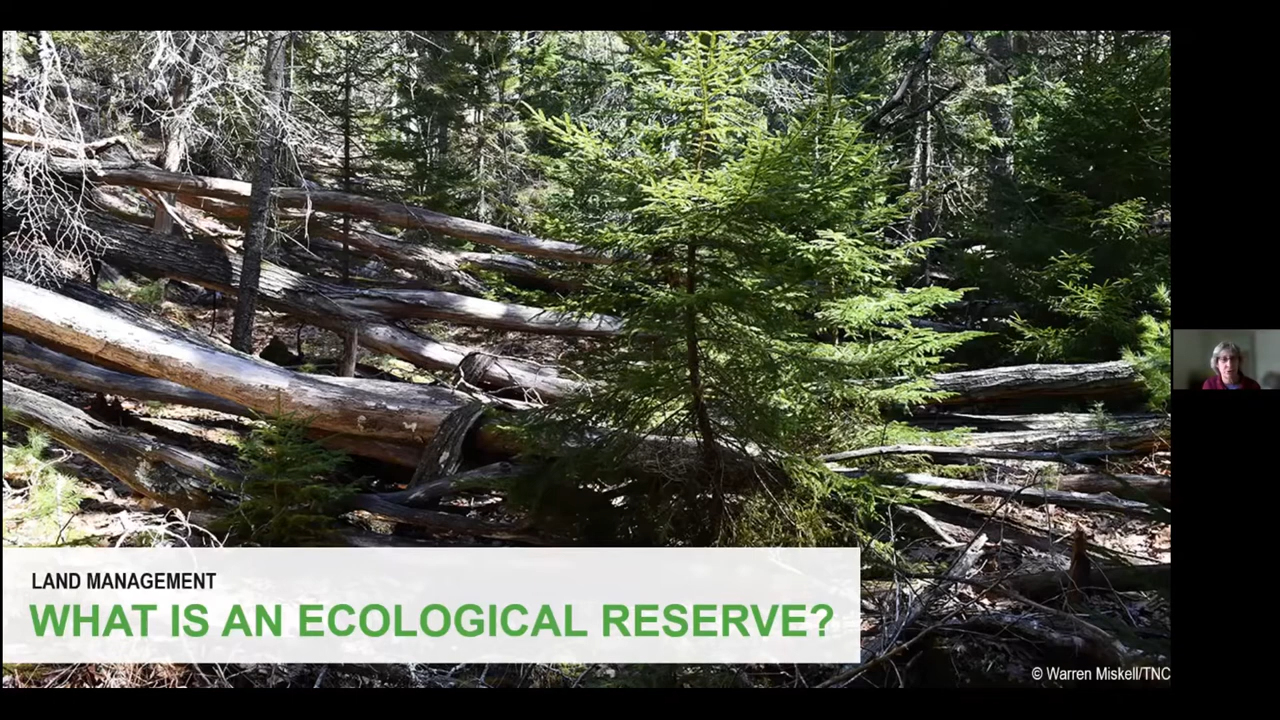 LAND MANAGEMENT
WHAT IS AN ECOLOGICAL RESERVE?
© Warren Miskell/TNC